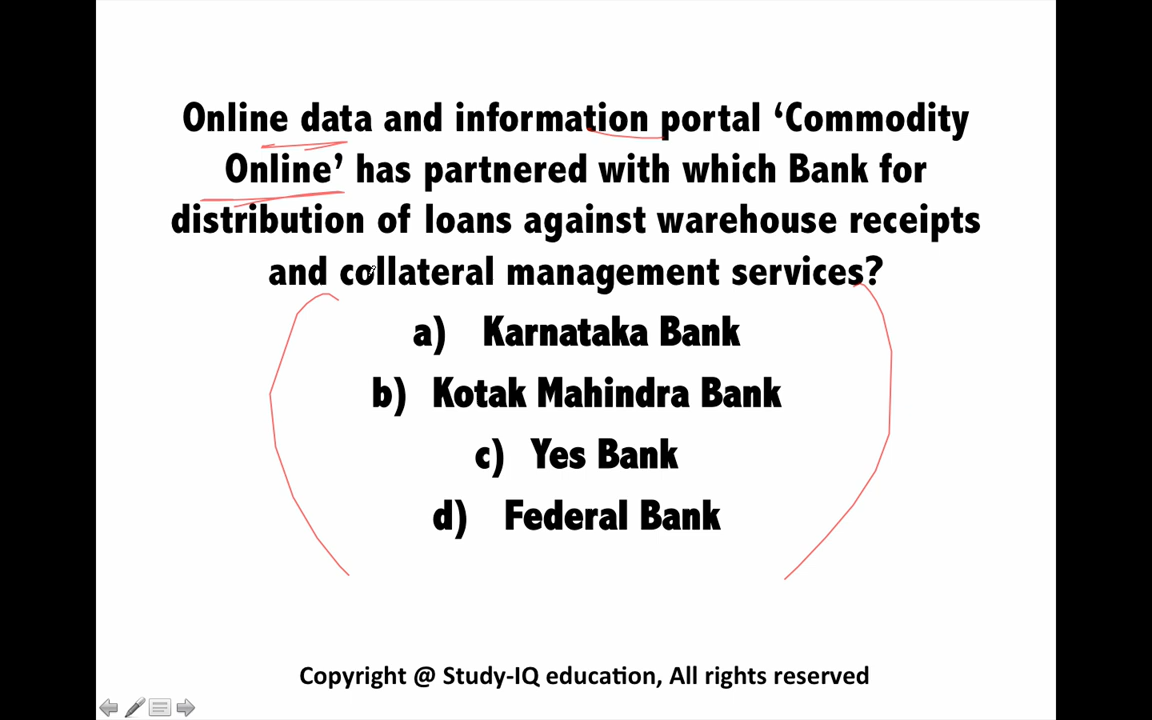 Online data and information portal ‘Commodity
Online’ has partnered with which Bank for
distribution of loans against warehouse receipts
and collateral management services?
a) Karnataka Bank
b) Kotak Mahindra Bank
c) Yes Bank
d) Federal Bank
Copyright @ Study-IQ education, All rights reserved